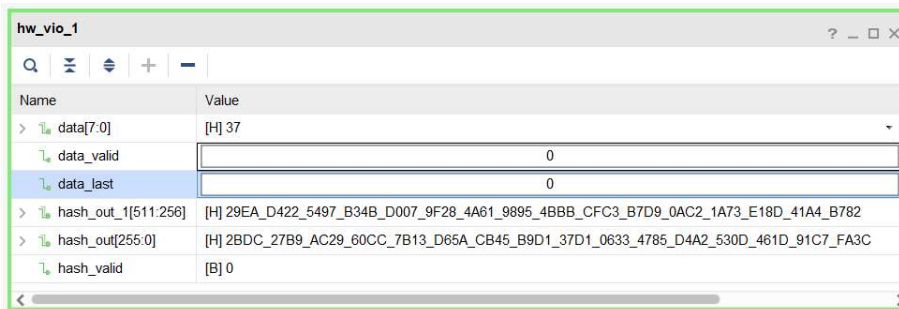 hw_vio_1
Name Value
data[7:0] [H] 37
data_valid 0
data_last 0
hash_out_1[511:256] [H] 29EA_D422_5497_B34B_D007_9F28_4A61_9895_4BBB_CFC3_B7D9_0AC2_1A73_E18D_41A4_B782
hash_out[255:0] [H] 2BDC_27B9_AC29_60CC_7B13_D65A_CB45_B9D1_37D1_0633_4785_D4A2_530D_461D_91C7_FA3C
hash_valid [B] 0